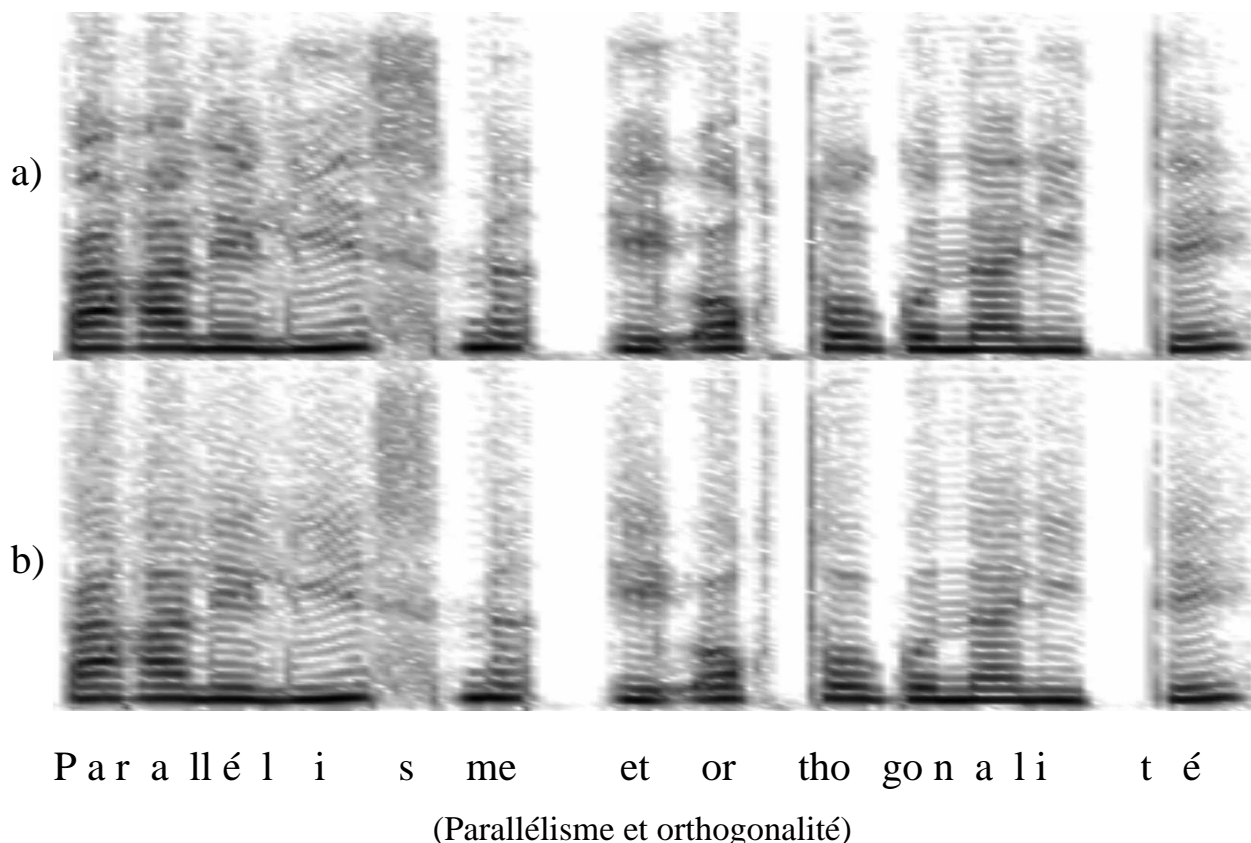 a)
b)
P a r a ll é l i s me et or tho go n a l i t é
(Parallélisme et orthogonalité)